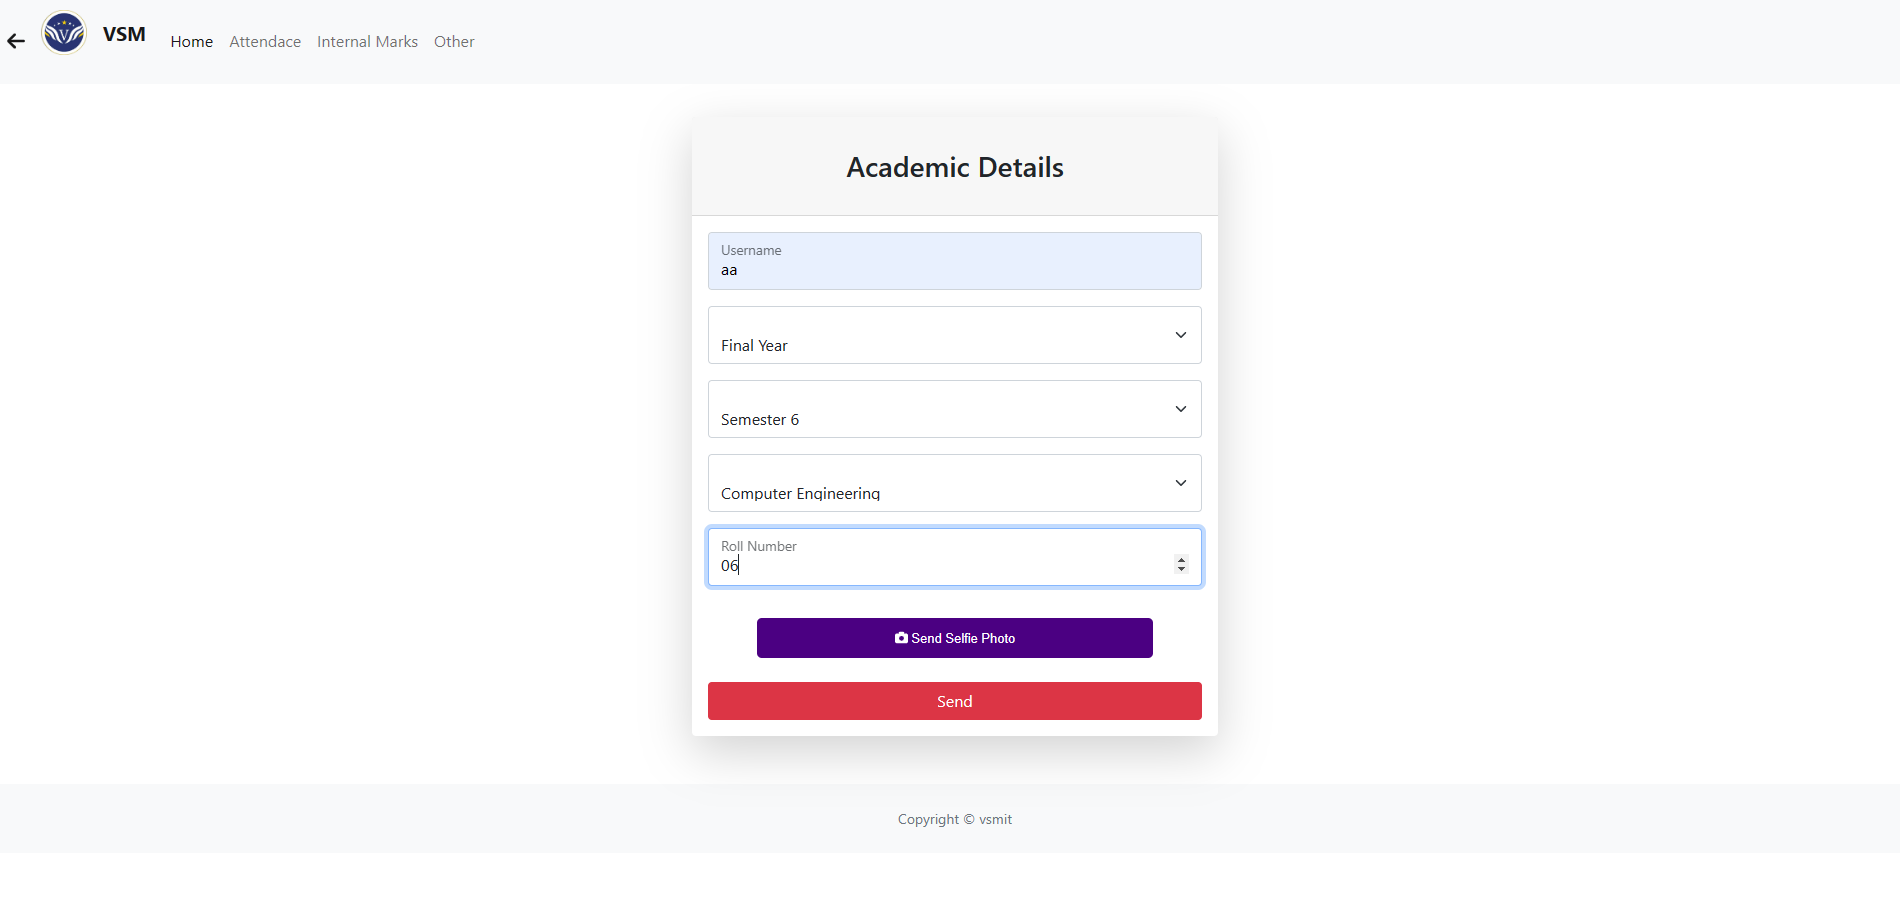 VSM
Home Attendace Internal Marks Other
Academic Details
Username
aa
Final Year
Semester 6
Computer Engineering
Roll Number
06
Send Selfie Photo
Send
Copyright © vsmit